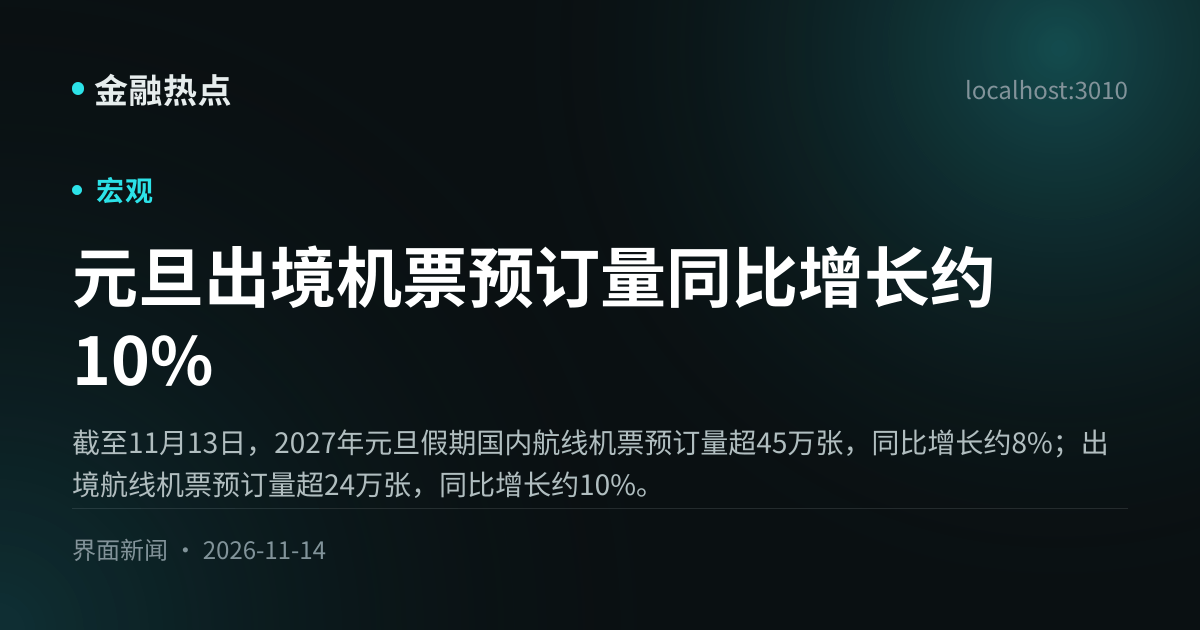 金融热点
localhost:3010
宏观
元旦出境机票预订量同比增长约
10%
截至11月13日，2027年元旦假期国内航线机票预订量超45万张，同比增长约8%；出
境航线机票预订量超24万张，同比增长约10%。
界面新闻 • 2026-11-14